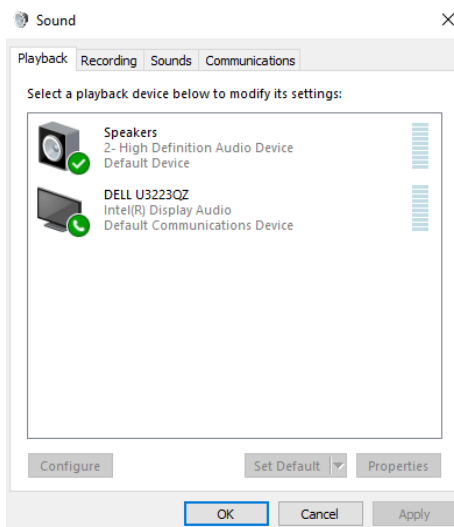 Sound
Playback Recording Sounds Communications
Select a playback device below to modify its settings:
Speakers
2- High Definition Audio Device
Default Device
DELL U3223QZ
Intel(R) Display Audio
Default Communications Device
Configure Set Default Properties
OK Cancel Apply